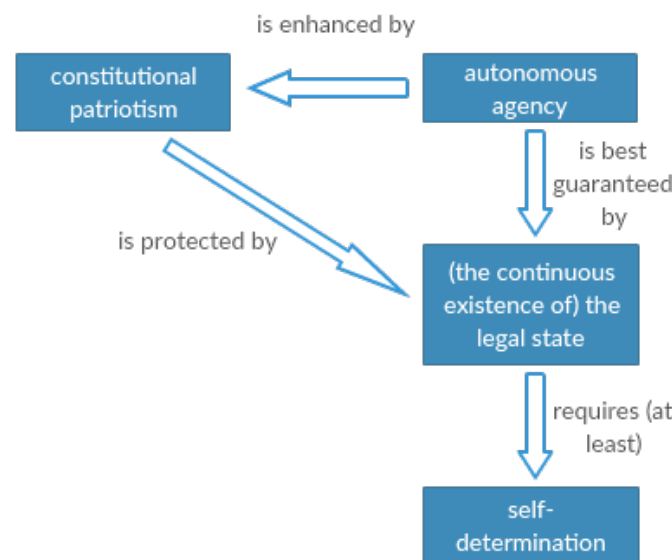 is enhanced by
constitutional
patriotism
autonomous
agency
is best
guaranteed
by
is protected by
(the continuous
existence of) the
legal state
requires (at
least)
self-
determination